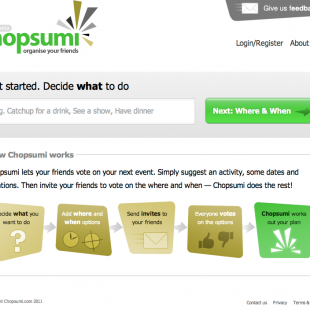 Give us feedba
hopsumi
organise your friends
Login/Register About
t started. Decide what to do
g. Catchup for a drink, See a show, Have dinner
Next: Where & When
w Chopsumi works
psumi lets your friends vote on your next event. Simply suggest an activity, some dates and
tions. Then invite your friends to vote on the where and when — Chopsumi does the rest!
ecide what you want to do
Add where and when options
Send invites to your friends
Everyone votes on the options
Chopsumi works out your plan
Chopsumi.com 2011
Contact us Privacy Terms &